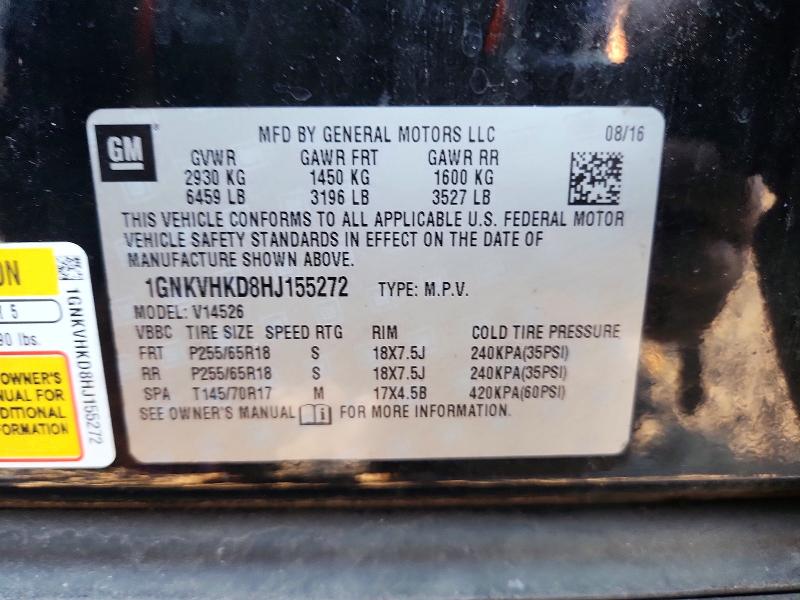 GM
MFD BY GENERAL MOTORS LLC 08/16
GVWR GAWR FRT GAWR RR
2930 KG 1450 KG 1600 KG
6459 LB 3196 LB 3527 LB
THIS VEHICLE CONFORMS TO ALL APPLICABLE U.S. FEDERAL MOTOR
VEHICLE SAFETY STANDARDS IN EFFECT ON THE DATE OF
MANUFACTURE SHOWN ABOVE.
1GNKVHKD8HJ155272 TYPE: M.P.V.
MODEL: V14526
VBBC TIRE SIZE SPEED RTG RIM COLD TIRE PRESSURE
FRT P255/65R18 S 18X7.5J 240KPA(35PSI)
RR P255/65R18 S 18X7.5J 240KPA(35PSI)
SPA T145/70R17 M 17X4.5B 420KPA(60PSI)
SEE OWNER'S MANUAL FOR MORE INFORMATION.
ON
5
90 lbs.
OWNER'S
NUAL FOR
DITIONAL
FORMATION
1GNKVHKD8HJ155272